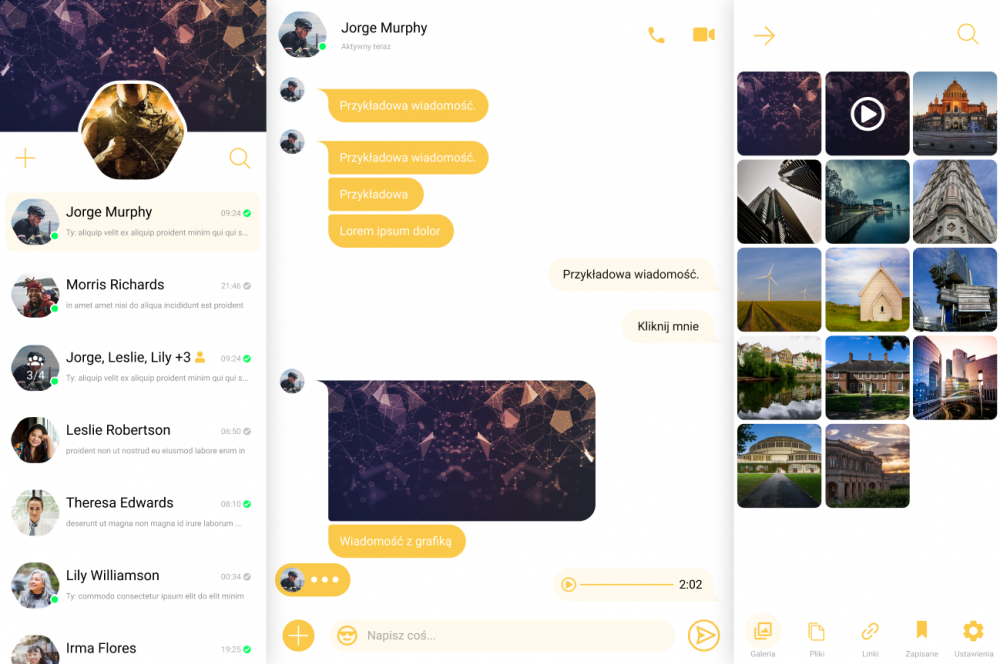 Jorge Murphy
09:24
Ty: aliquip velit ex aliquip proident minim qui qui s...
Morris Richards
21:46
in amet amet nisi do aliqua incididunt est proident
3/4
Jorge, Leslie, Lily +3
09:24
Ty: aliquip velit ex aliquip proident minim qui qui s...
Leslie Robertson
06:50
proident non ut nostrud eu eiusmod labore enim in
Theresa Edwards
08:10
deserunt ut magna non magna id irure laborum ...
Lily Williamson
00:34
Ty: commodo consectetur ipsum elit do elit minim
Irma Flores
19:25
Jorge Murphy
Aktywny teraz
Przykładowa wiadomość.
Przykładowa wiadomość.
Przykładowa
Lorem ipsum dolor
Przykładowa wiadomość.
Kliknij mnie
Wiadomość z grafiką
2:02
Napisz coś...
Galeria
Pliki
Linki
Zapisane
Ustawienia